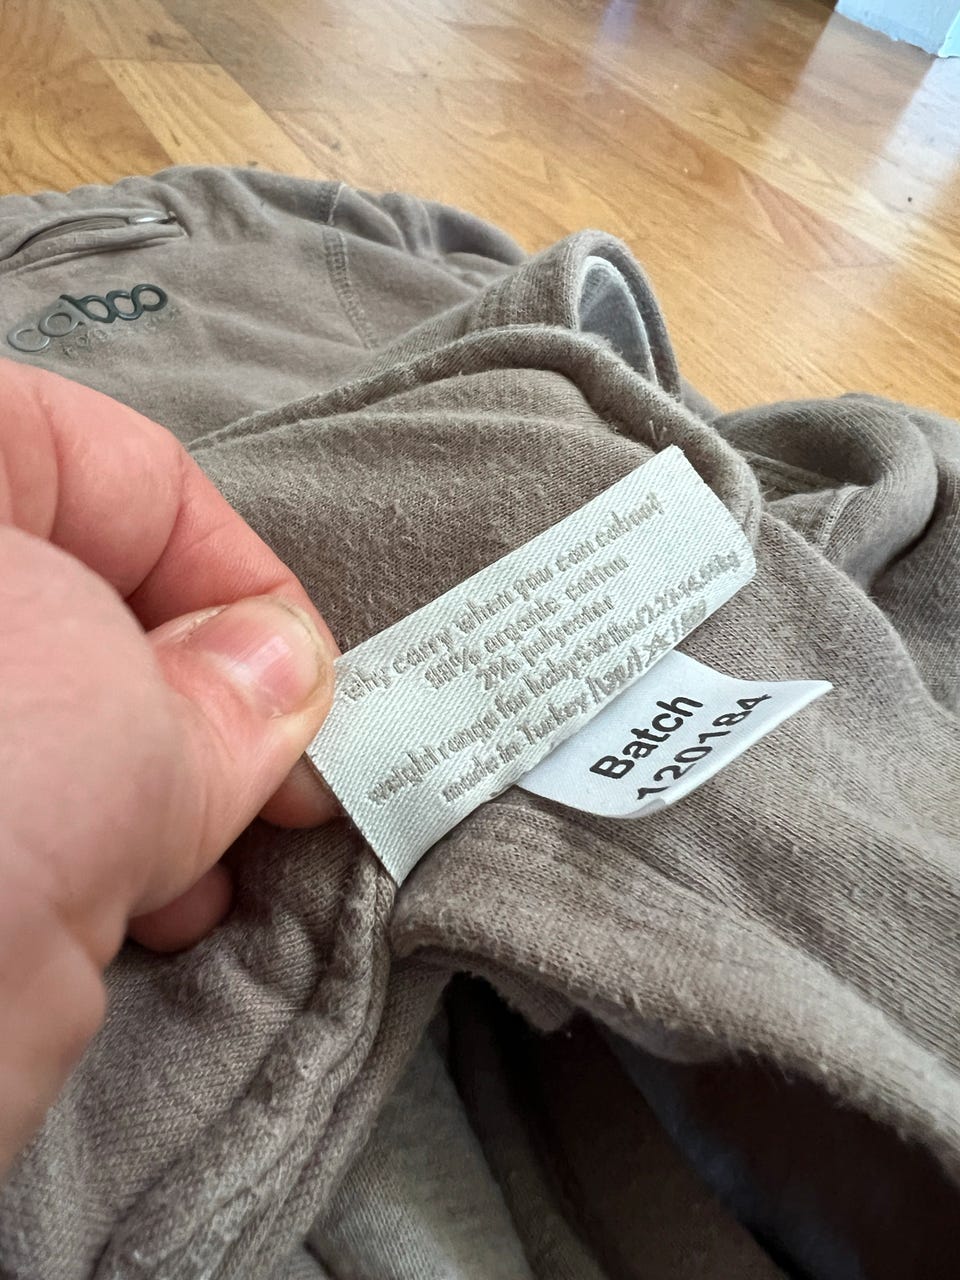 caboo
why carry when you can caboo!
organic cotton
2% polyester
weight range for baby
made in Turkey
Batch
120184